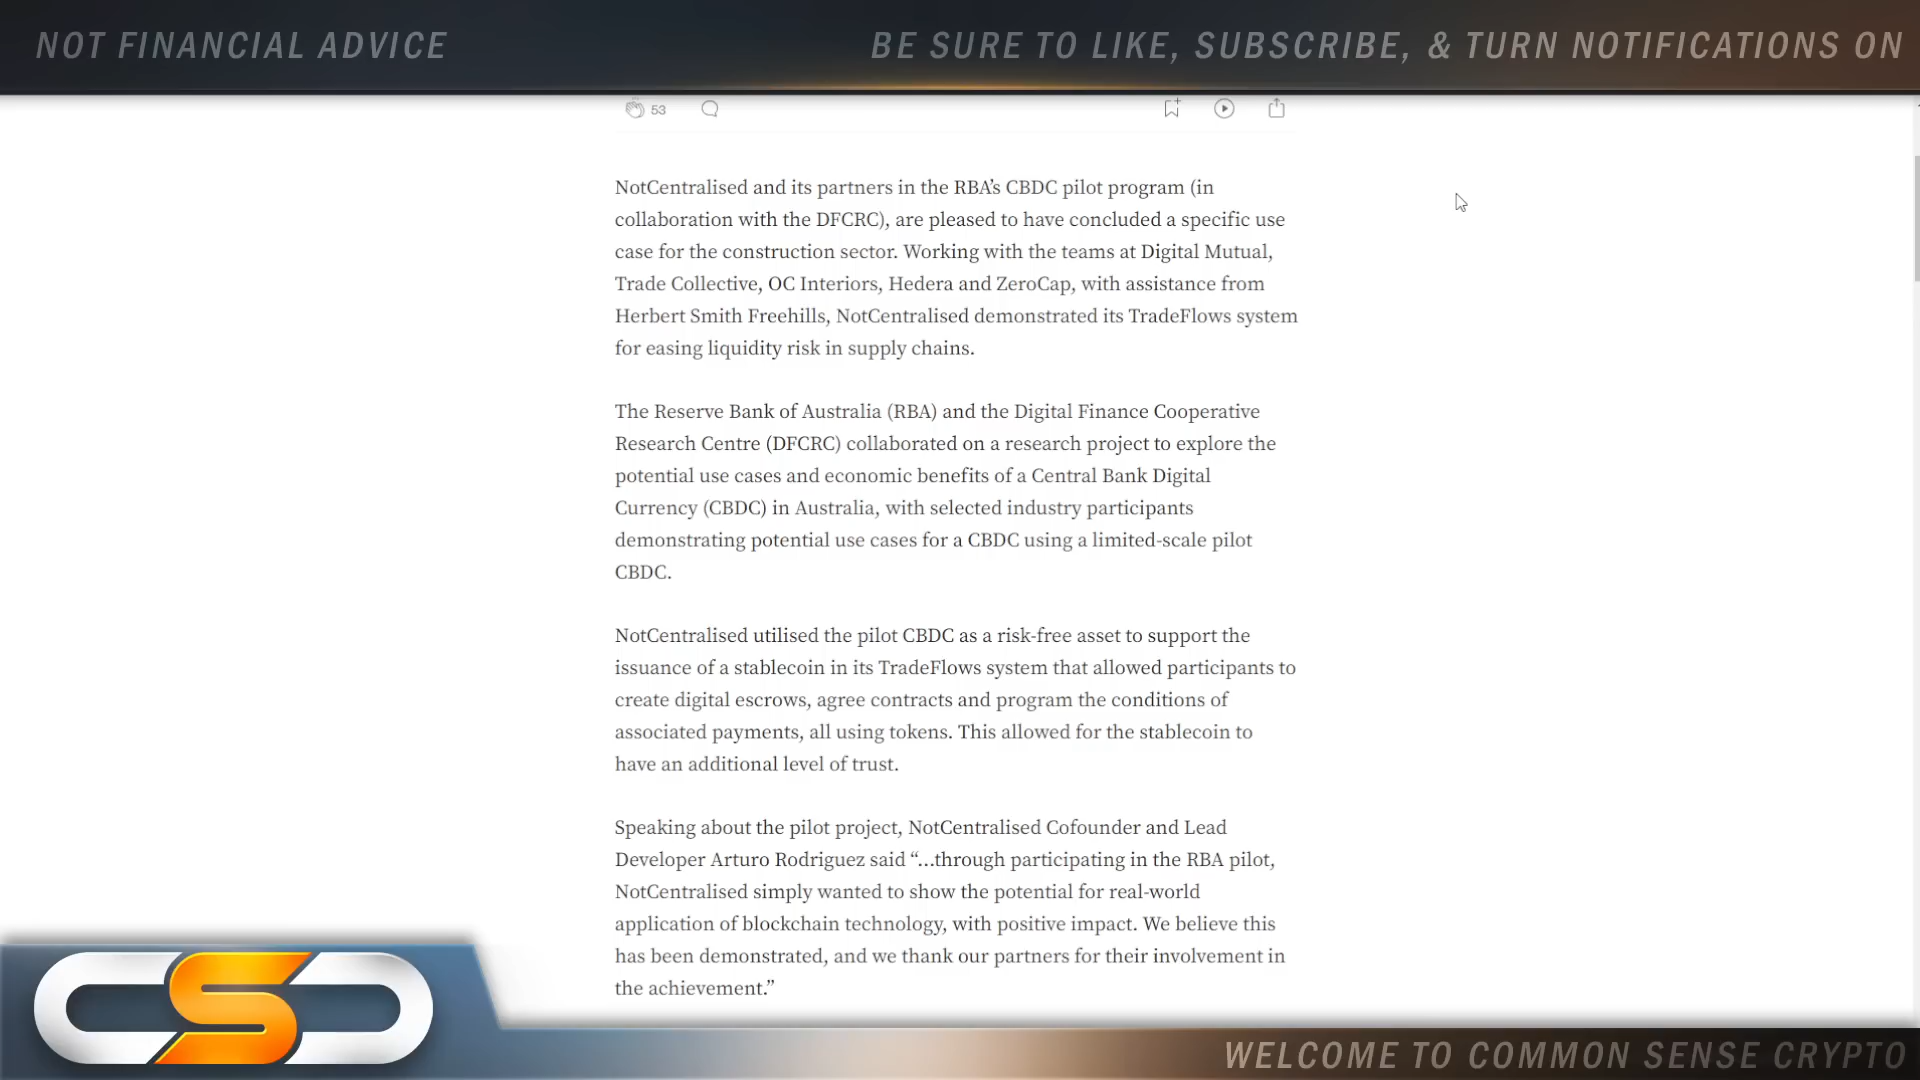 NOT FINANCIAL ADVICE
BE SURE TO LIKE, SUBSCRIBE, & TURN NOTIFICATIONS ON
53
NotCentralised and its partners in the RBA’s CBDC pilot program (in
collaboration with the DFCRC), are pleased to have concluded a specific use
case for the construction sector. Working with the teams at Digital Mutual,
Trade Collective, OC Interiors, Hedera and ZeroCap, with assistance from
Herbert Smith Freehills, NotCentralised demonstrated its TradeFlows system
for easing liquidity risk in supply chains.
The Reserve Bank of Australia (RBA) and the Digital Finance Cooperative
Research Centre (DFCRC) collaborated on a research project to explore the
potential use cases and economic benefits of a Central Bank Digital
Currency (CBDC) in Australia, with selected industry participants
demonstrating potential use cases for a CBDC using a limited-scale pilot
CBDC.
NotCentralised utilised the pilot CBDC as a risk-free asset to support the
issuance of a stablecoin in its TradeFlows system that allowed participants to
create digital escrows, agree contracts and program the conditions of
associated payments, all using tokens. This allowed for the stablecoin to
have an additional level of trust.
Speaking about the pilot project, NotCentralised Cofounder and Lead
Developer Arturo Rodriguez said “…through participating in the RBA pilot,
NotCentralised simply wanted to show the potential for real-world
application of blockchain technology, with positive impact. We believe this
has been demonstrated, and we thank our partners for their involvement in
the achievement.”
CSC
WELCOME TO COMMON SENSE CRYPTO